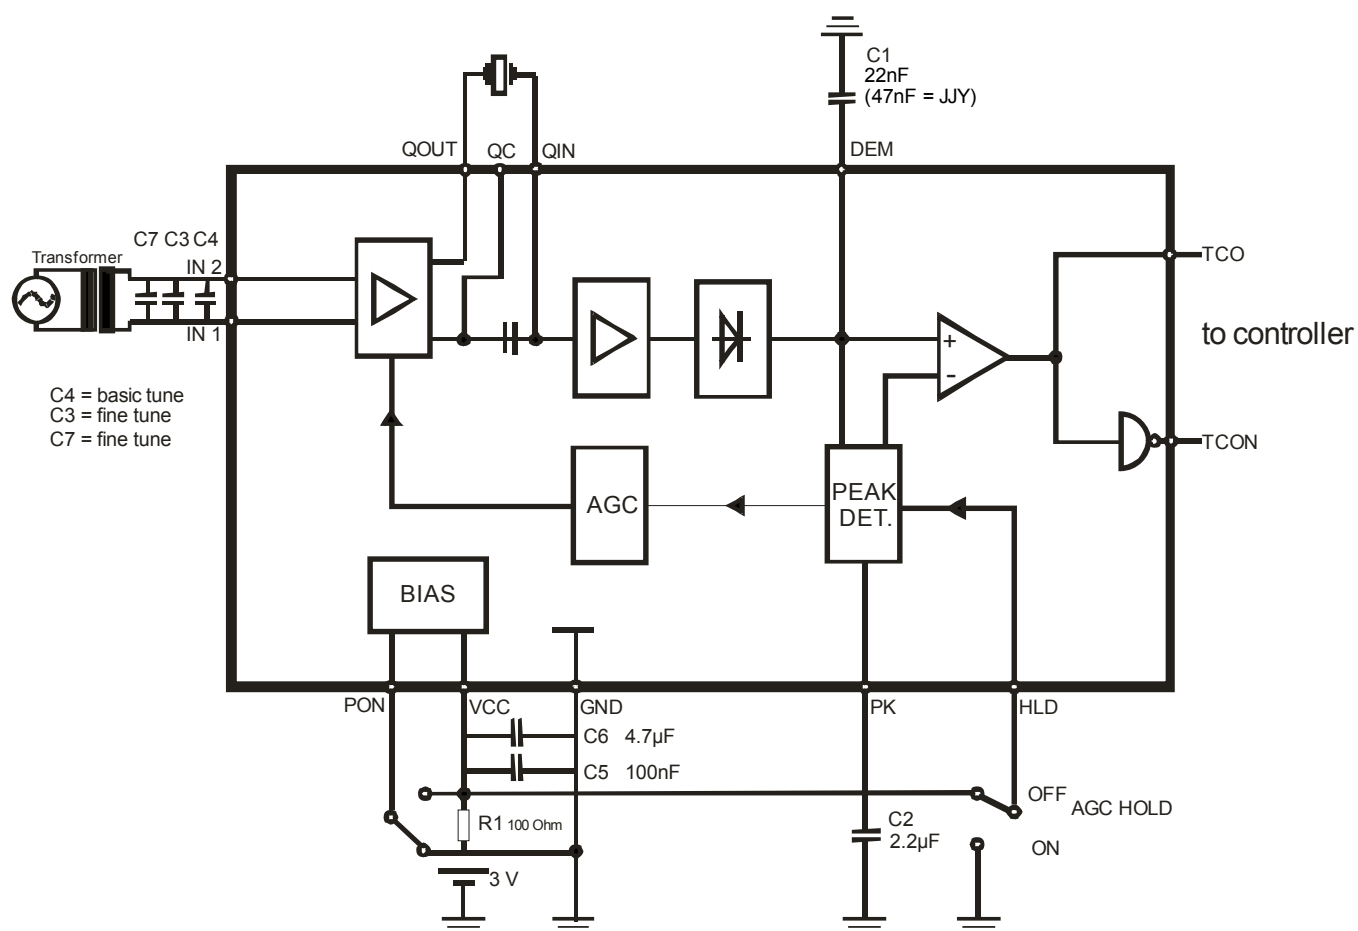 C1
22nF
(47nF = JJY)
QOUT QC QIN DEM
C7 C3 C4
Transformer
IN 2
TCO
IN 1
to controller
+
-
C4 = basic tune
C3 = fine tune
C7 = fine tune
TCON
AGC
PEAK
DET.
BIAS
PON VCC GND PK HLD
C6 4.7µF
C5 100nF
OFF
AGC HOLD
R1 100 Ohm
C2
2.2µF
ON
3 V